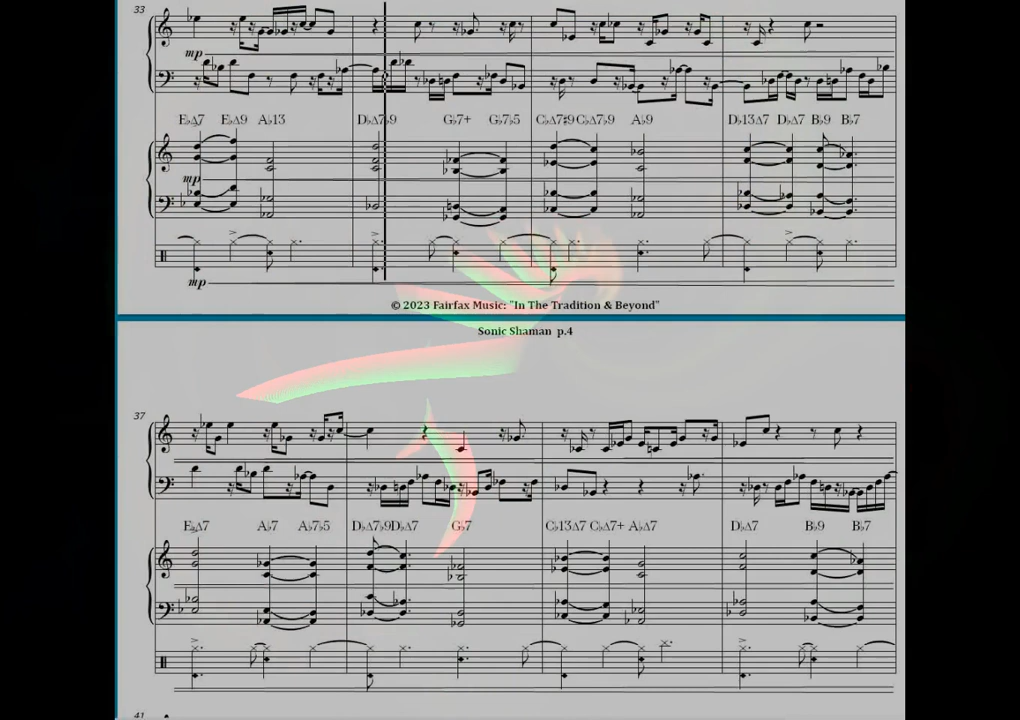 33
mp
E♭Δ7 E♭Δ9 A♭13 D♭Δ7♭9 G♭7+ G♭7♭5 C♭Δ7♯9 C♭Δ7♭9 A♭9 D♭13Δ7 D♭Δ7 B♭9 B♭7
mp
mp
© 2023 Fairfax Music: "In The Tradition & Beyond"
Sonic Shaman p.4
37
E♭Δ7 A♭7 A♭7♭5 D♭Δ7♭9 D♭Δ7 G♭7 C♭13Δ7 C♭Δ7+ A♭Δ7 D♭Δ7 B♭9 B♭7
41